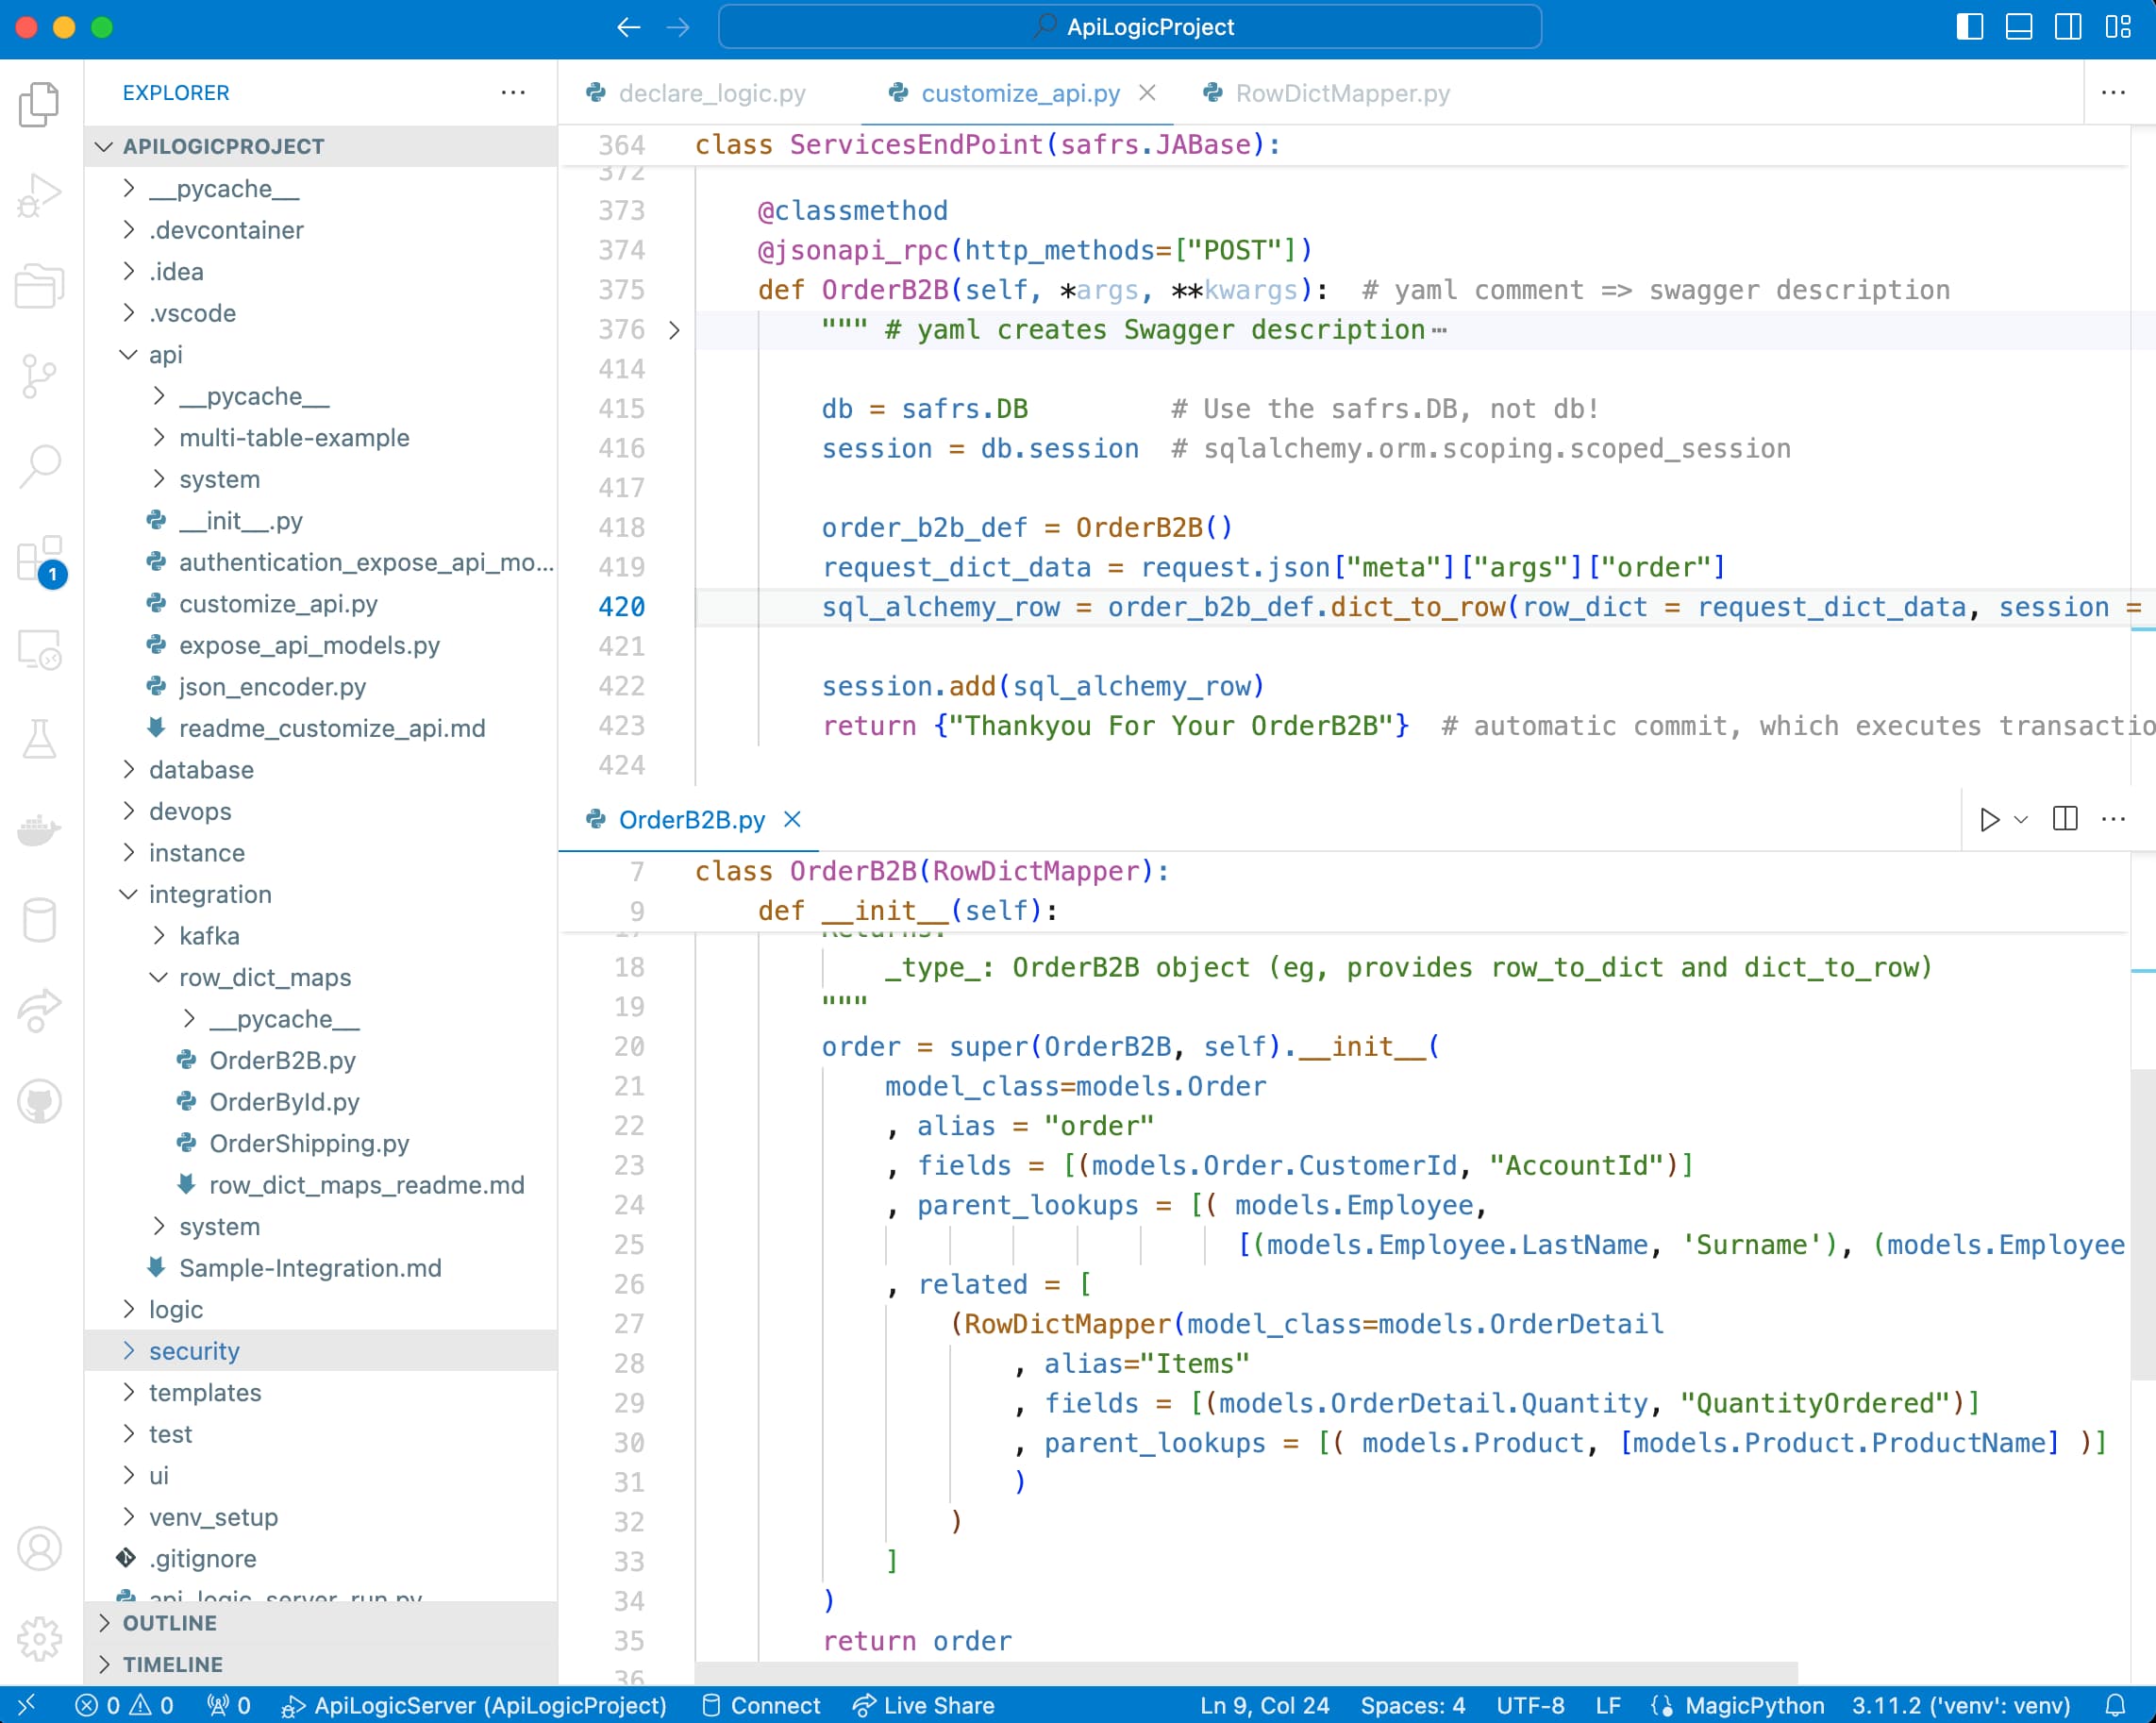 ApiLogicProject
EXPLORER
APILOGICPROJECT
__pycache__
.devcontainer
.idea
.vscode
api
__pycache__
multi-table-example
system
__init__.py
authentication_expose_api_mo...
customize_api.py
expose_api_models.py
json_encoder.py
readme_customize_api.md
database
devops
instance
integration
kafka
row_dict_maps
__pycache__
OrderB2B.py
OrderById.py
OrderShipping.py
row_dict_maps_readme.md
system
Sample-Integration.md
logic
security
templates
test
ui
venv_setup
.gitignore
api_logic_server_run.py
OUTLINE
TIMELINE
1
declare_logic.py customize_api.py RowDictMapper.py
364 class ServicesEndPoint(safrs.JABase):
372
373 @classmethod
374 @jsonapi_rpc(http_methods=["POST"])
375 def OrderB2B(self, *args, **kwargs):  # yaml comment => swagger description
376 """ # yaml creates Swagger description…
414
415 db = safrs.DB         # Use the safrs.DB, not db!
416 session = db.session  # sqlalchemy.orm.scoping.scoped_session
417
418 order_b2b_def = OrderB2B()
419 request_dict_data = request.json["meta"]["args"]["order"]
420 sql_alchemy_row = order_b2b_def.dict_to_row(row_dict = request_dict_data, session =
421
422 session.add(sql_alchemy_row)
423 return {"Thankyou For Your OrderB2B"}  # automatic commit, which executes transactio
424
OrderB2B.py
7 class OrderB2B(RowDictMapper):
9 def __init__(self):
17 Returns:
18 _type_: OrderB2B object (eg, provides row_to_dict and dict_to_row)
19 """
20 order = super(OrderB2B, self).__init__(
21 model_class=models.Order
22 , alias = "order"
23 , fields = [(models.Order.CustomerId, "AccountId")]
24 , parent_lookups = [( models.Employee,
25 [(models.Employee.LastName, 'Surname'), (models.Employee
26 , related = [
27 (RowDictMapper(model_class=models.OrderDetail
28 , alias="Items"
29 , fields = [(models.OrderDetail.Quantity, "QuantityOrdered")]
30 , parent_lookups = [( models.Product, [models.Product.ProductName] )]
31 )
32 )
33 ]
34 )
35 return order
36
0 0 0 ApiLogicServer (ApiLogicProject) Connect Live Share Ln 9, Col 24 Spaces: 4 UTF-8 LF MagicPython 3.11.2 ('venv': venv)